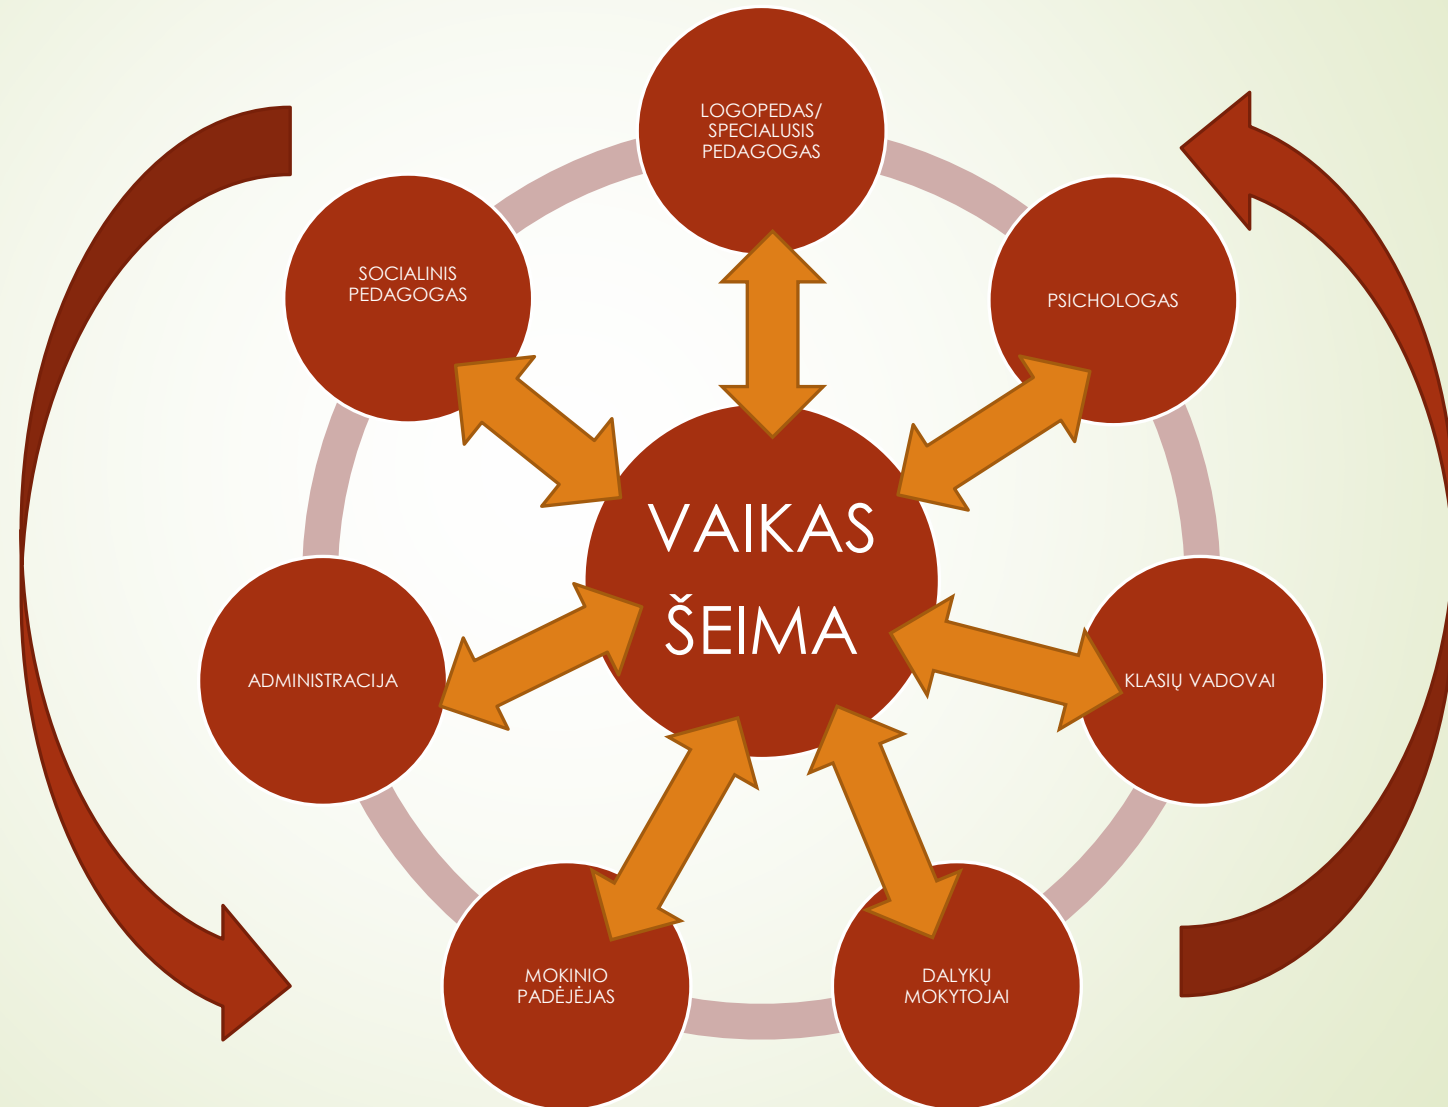 LOGOPEDAS/
SPECIALUSIS
PEDAGOGAS
SOCIALINIS
PEDAGOGAS
PSICHOLOGAS
VAIKAS
ŠEIMA
ADMINISTRACIJA
KLASIŲ VADOVAI
MOKINIO
PADĖJĖJAS
DALYKŲ
MOKYTOJAI